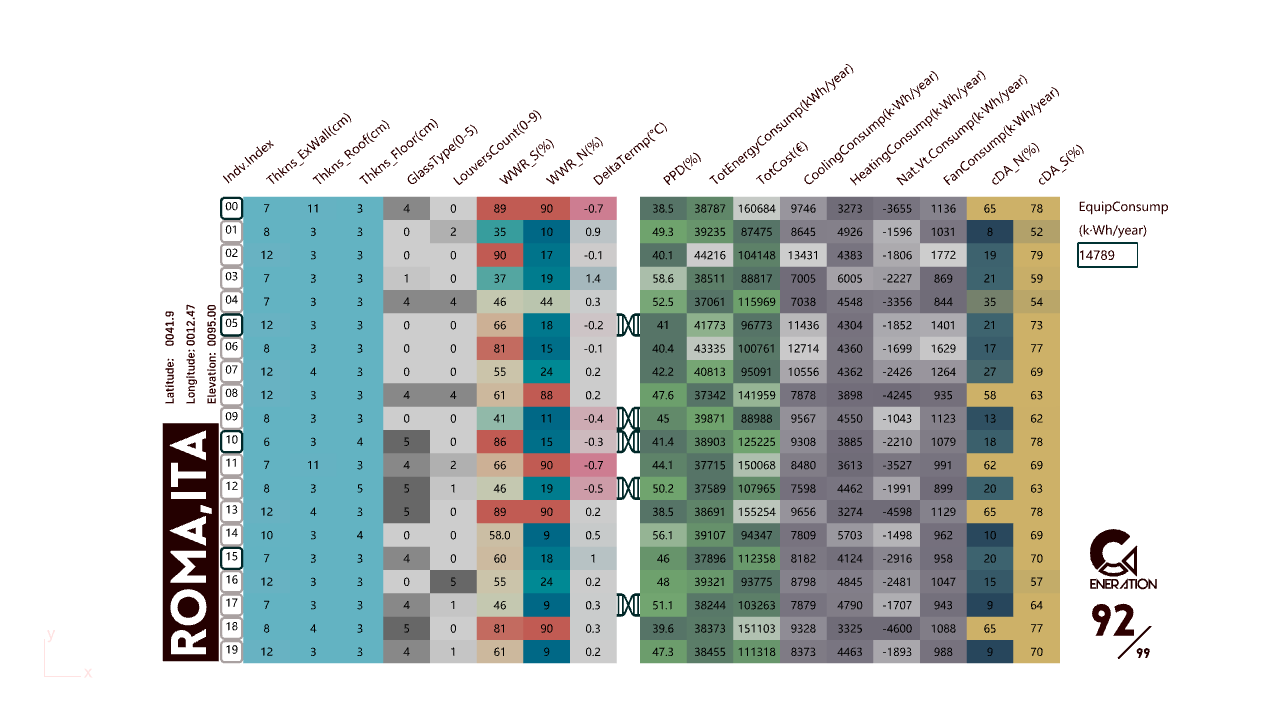 Indv.Index Thkns_ExWall(cm) Thkns_Roof(cm) Thkns_Floor(cm) GlassType(0-5) LouversCount(0-9) WWR_S(%) WWR_N(%) DeltaTermp(°C) PPD(%) TotEnergyConsump(kWh/year) TotCost(€) CoolingConsump(k·Wh/year) HeatingConsump(k·Wh/year) Nat.Vt.Consump(k·Wh/year) FanConsump(k·Wh/year) cDA_N(%) cDA_S(%)
00 7 11 3 4 0 89 90 -0.7 38.5 38787 160684 9746 3273 -3655 1136 65 78
01 8 3 3 0 2 35 10 0.9 49.3 39235 87475 8645 4926 -1596 1031 8 52
02 12 3 3 0 0 90 17 -0.1 40.1 44216 104148 13431 4383 -1806 1772 19 79
03 7 3 3 1 0 37 19 1.4 58.6 38511 88817 7005 6005 -2227 869 21 59
04 7 3 3 4 4 46 44 0.3 52.5 37061 115969 7038 4548 -3356 844 35 54
05 12 3 3 0 0 66 18 -0.2 41 41773 96773 11436 4304 -1852 1401 21 73
06 8 3 3 0 0 81 15 -0.1 40.4 43335 100761 12714 4360 -1699 1629 17 77
07 12 4 3 0 0 55 24 0.2 42.2 40813 95091 10556 4362 -2426 1264 27 69
08 12 3 3 4 4 61 88 0.2 47.6 37342 141959 7878 3898 -4245 935 58 63
09 8 3 3 0 0 41 11 -0.4 45 39871 88988 9567 4550 -1043 1123 13 62
10 6 3 4 5 0 86 15 -0.3 41.4 38903 125225 9308 3885 -2210 1079 18 78
11 7 11 3 4 2 66 90 -0.7 44.1 37715 150068 8480 3613 -3527 991 62 69
12 8 3 5 5 1 46 19 -0.5 50.2 37589 107965 7598 4462 -1991 899 20 63
13 12 4 3 5 0 89 90 0.2 38.5 38691 155254 9656 3274 -4598 1129 65 78
14 10 3 4 0 0 58.0 9 0.5 56.1 39107 94347 7809 5703 -1498 962 10 69
15 7 3 3 4 0 60 18 1 46 37896 112358 8182 4124 -2916 958 20 70
16 12 3 3 0 5 55 24 0.2 48 39321 93775 8798 4845 -2481 1047 15 57
17 7 3 3 4 1 46 9 0.3 51.1 38244 103263 7879 4790 -1707 943 9 64
18 8 4 3 5 0 81 90 0.3 39.6 38373 151103 9328 3325 -4600 1088 65 77
19 12 3 3 4 1 61 9 0.2 47.3 38455 111318 8373 4463 -1893 988 9 70
EquipConsump
(k·Wh/year)
14789
Latitude: 0041.9
Longitude: 0012.47
Elevation: 0095.00
ROMA,ITA
ENERATION
92/99
y
x